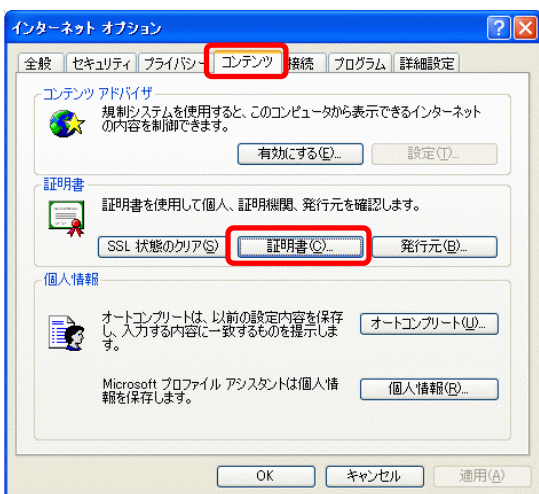 インターネット オプション
全般 セキュリティ プライバシー コンテンツ 接続 プログラム 詳細設定
コンテンツ アドバイザ
規制システムを使用すると、このコンピュータから表示できるインターネット
の内容を制御できます。
有効にする(E)... 設定(T)...
証明書
証明書を使用して個人、証明機関、発行元を確認します。
SSL 状態のクリア(S) 証明書(C)... 発行元(B)...
個人情報
オートコンプリートは、以前の設定内容を保存
し、入力する内容に一致するものを提示しま
す。
オートコンプリート(U)...
Microsoft プロファイル アシスタントは個人情
報を保存します。
個人情報(R)...
OK キャンセル 適用(A)